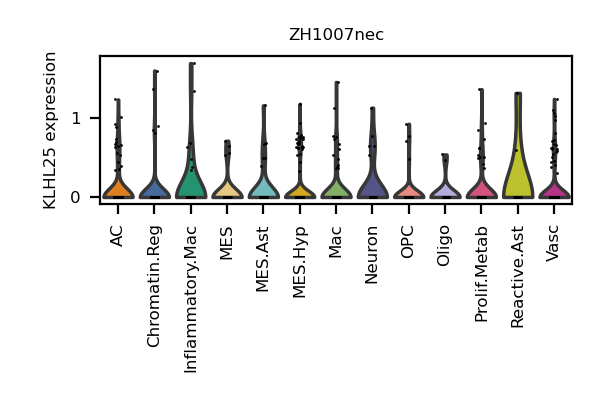 ZH1007nec
KLHL25 expression
1
0
AC
Chromatin.Reg
Inflammatory.Mac
MES
MES.Ast
MES.Hyp
Mac
Neuron
OPC
Oligo
Prolif.Metab
Reactive.Ast
Vasc